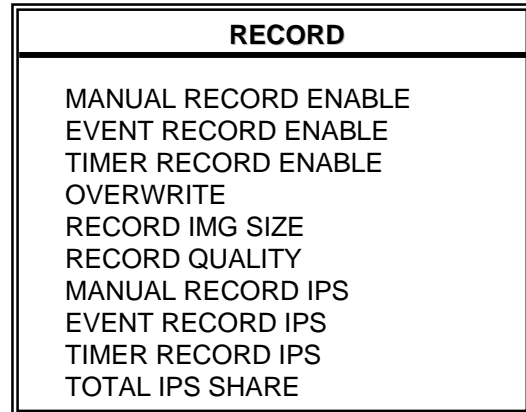 RECORD
MANUAL RECORD ENABLE
EVENT RECORD ENABLE
TIMER RECORD ENABLE
OVERWRITE
RECORD IMG SIZE
RECORD QUALITY
MANUAL RECORD IPS
EVENT RECORD IPS
TIMER RECORD IPS
TOTAL IPS SHARE